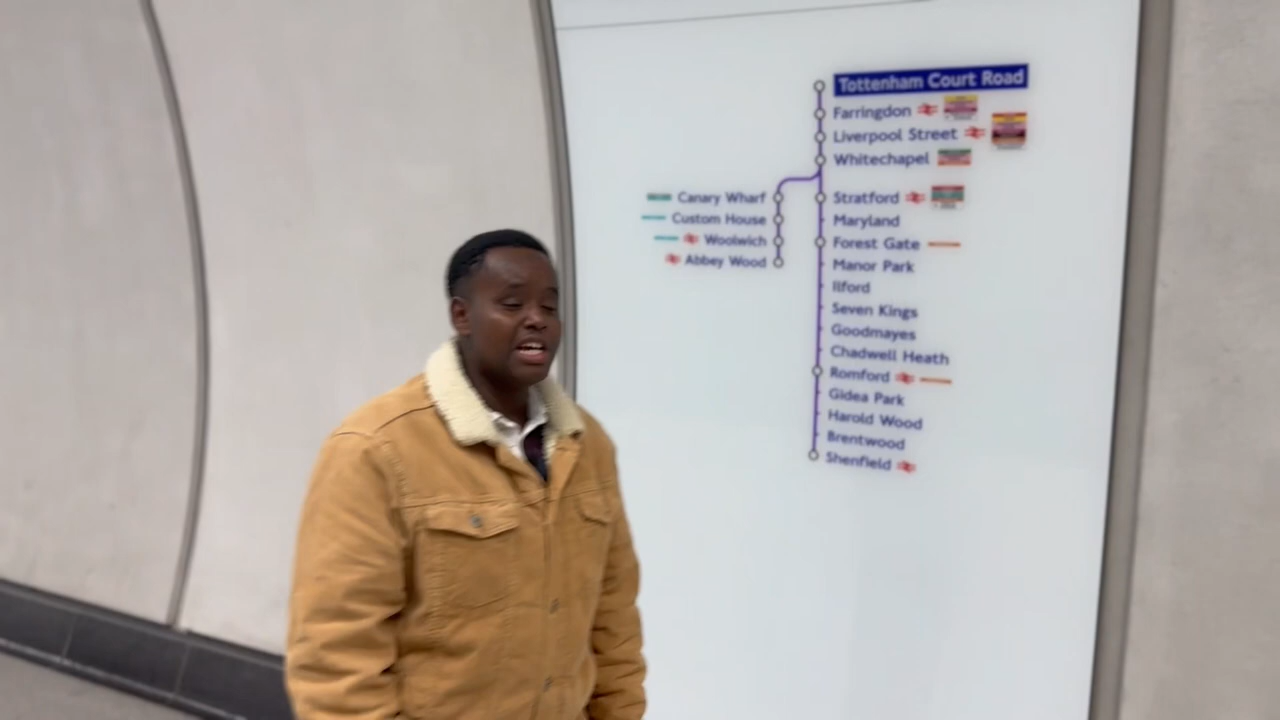 Tottenham Court Road
Farringdon
Liverpool Street
Whitechapel
Canary Wharf
Custom House
Woolwich
Abbey Wood
Stratford
Maryland
Forest Gate
Manor Park
Ilford
Seven Kings
Goodmayes
Chadwell Heath
Romford
Gidea Park
Harold Wood
Brentwood
Shenfield